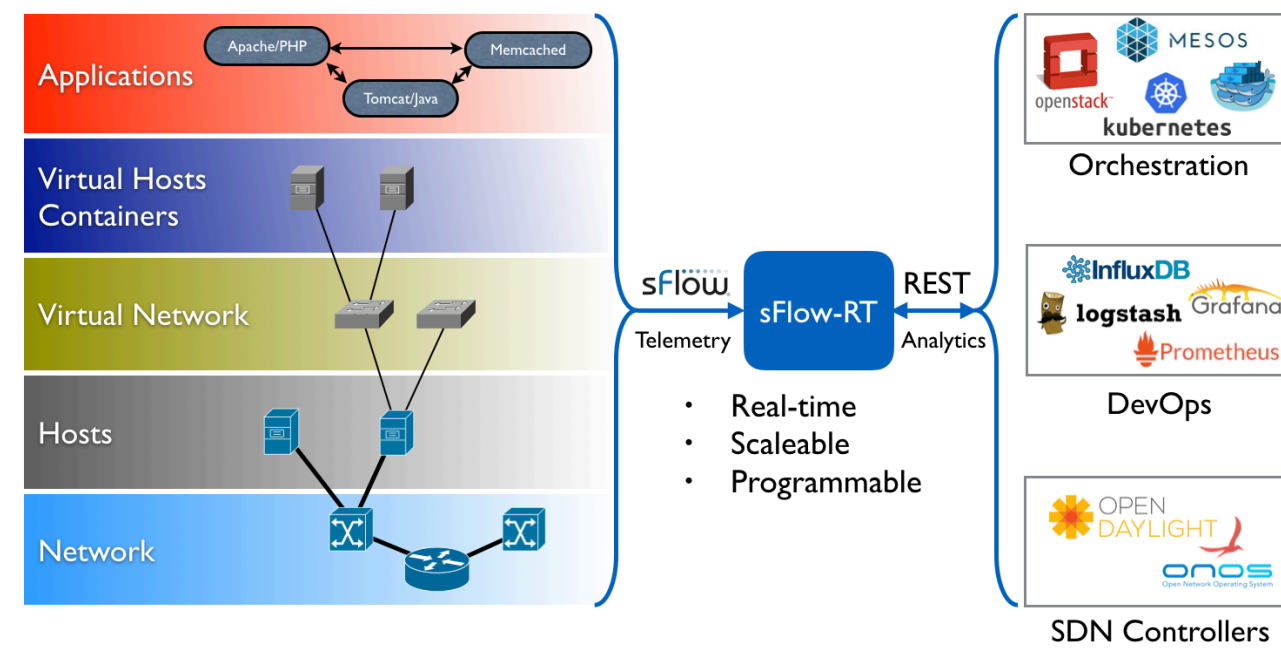 Applications
Apache/PHP
Memcached
Tomcat/Java
Virtual Hosts
Containers
Virtual Network
Hosts
Network
sFlow
Telemetry
sFlow-RT
REST
Analytics
• Real-time
• Scaleable
• Programmable
MESOS
openstack™
kubernetes
Orchestration
InfluxDB
logstash
Grafana
Prometheus
DevOps
OPEN
DAYLIGHT
onos
Open Network Operating System
SDN Controllers